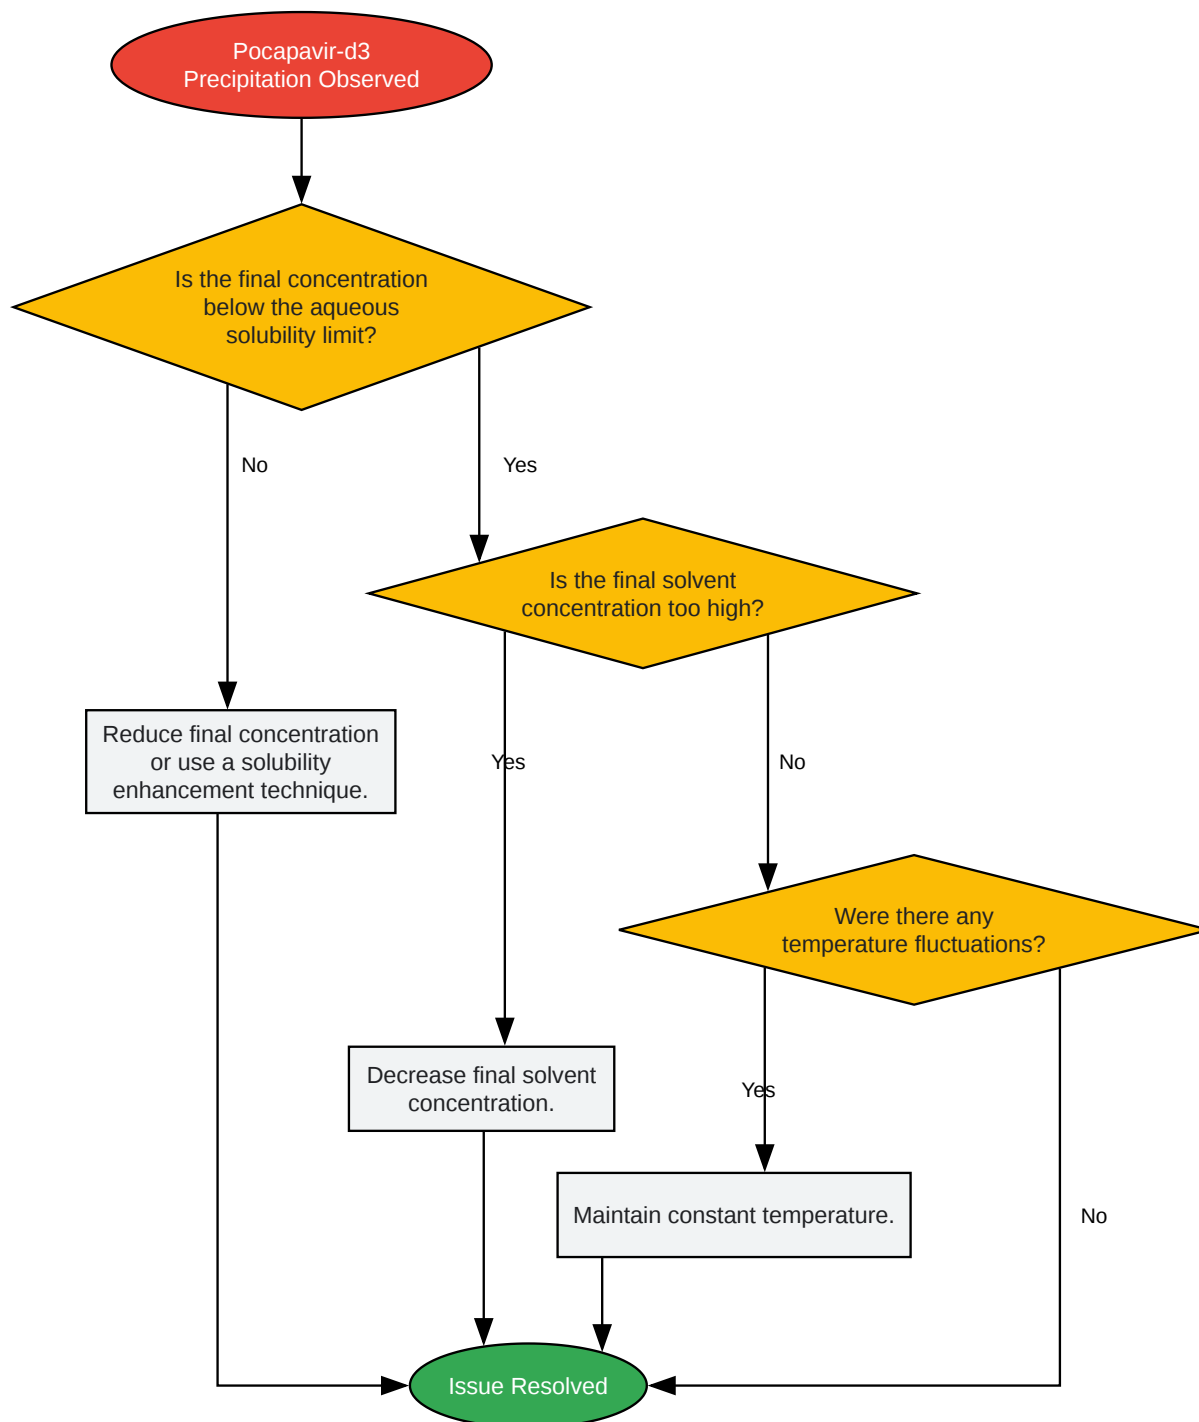 Pocapavir-d3
Precipitation Observed
Is the final concentration
below the aqueous
solubility limit?
No
Yes
Is the final solvent
concentration too high?
Reduce final concentration
or use a solubility
enhancement technique.
Yes
No
Were there any
temperature fluctuations?
Decrease final solvent
concentration.
Yes
Maintain constant temperature.
No
Issue Resolved